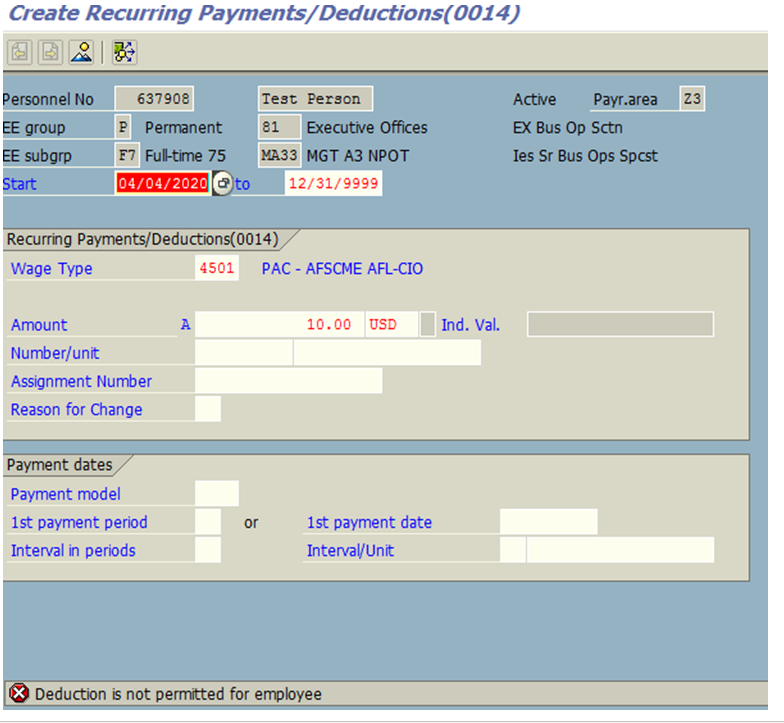 Create Recurring Payments/Deductions(0014)
Personnel No 637908 Test Person Active Payr.area Z3
EE group P Permanent 81 Executive Offices EX Bus Op Sctn
EE subgrp F7 Full-time 75 MA33 MGT A3 NPOT Ies Sr Bus Ops Spcst
Start 04/04/2020 to 12/31/9999
Recurring Payments/Deductions(0014)
Wage Type 4501 PAC - AFSCME AFL-CIO
Amount A 10.00 USD Ind. Val.
Number/unit
Assignment Number
Reason for Change
Payment dates
Payment model
1st payment period or 1st payment date
Interval in periods Interval/Unit
Deduction is not permitted for employee